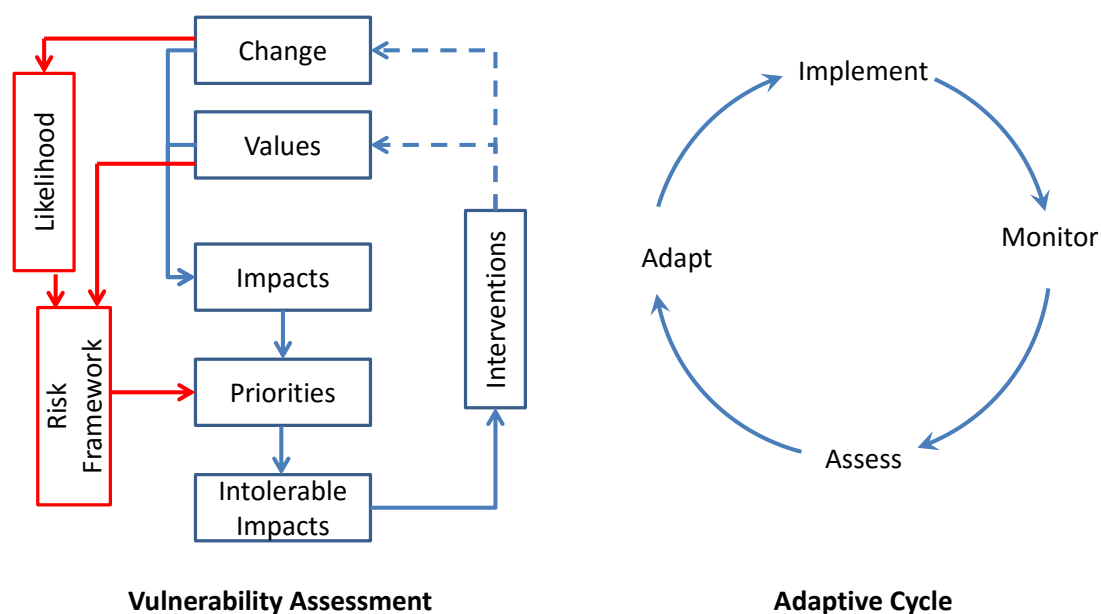 Change
Values
Likelihood
Impacts
Risk
Framework
Priorities
Intolerable
Impacts
Interventions
Vulnerability Assessment
Implement
Monitor
Assess
Adapt
Adaptive Cycle